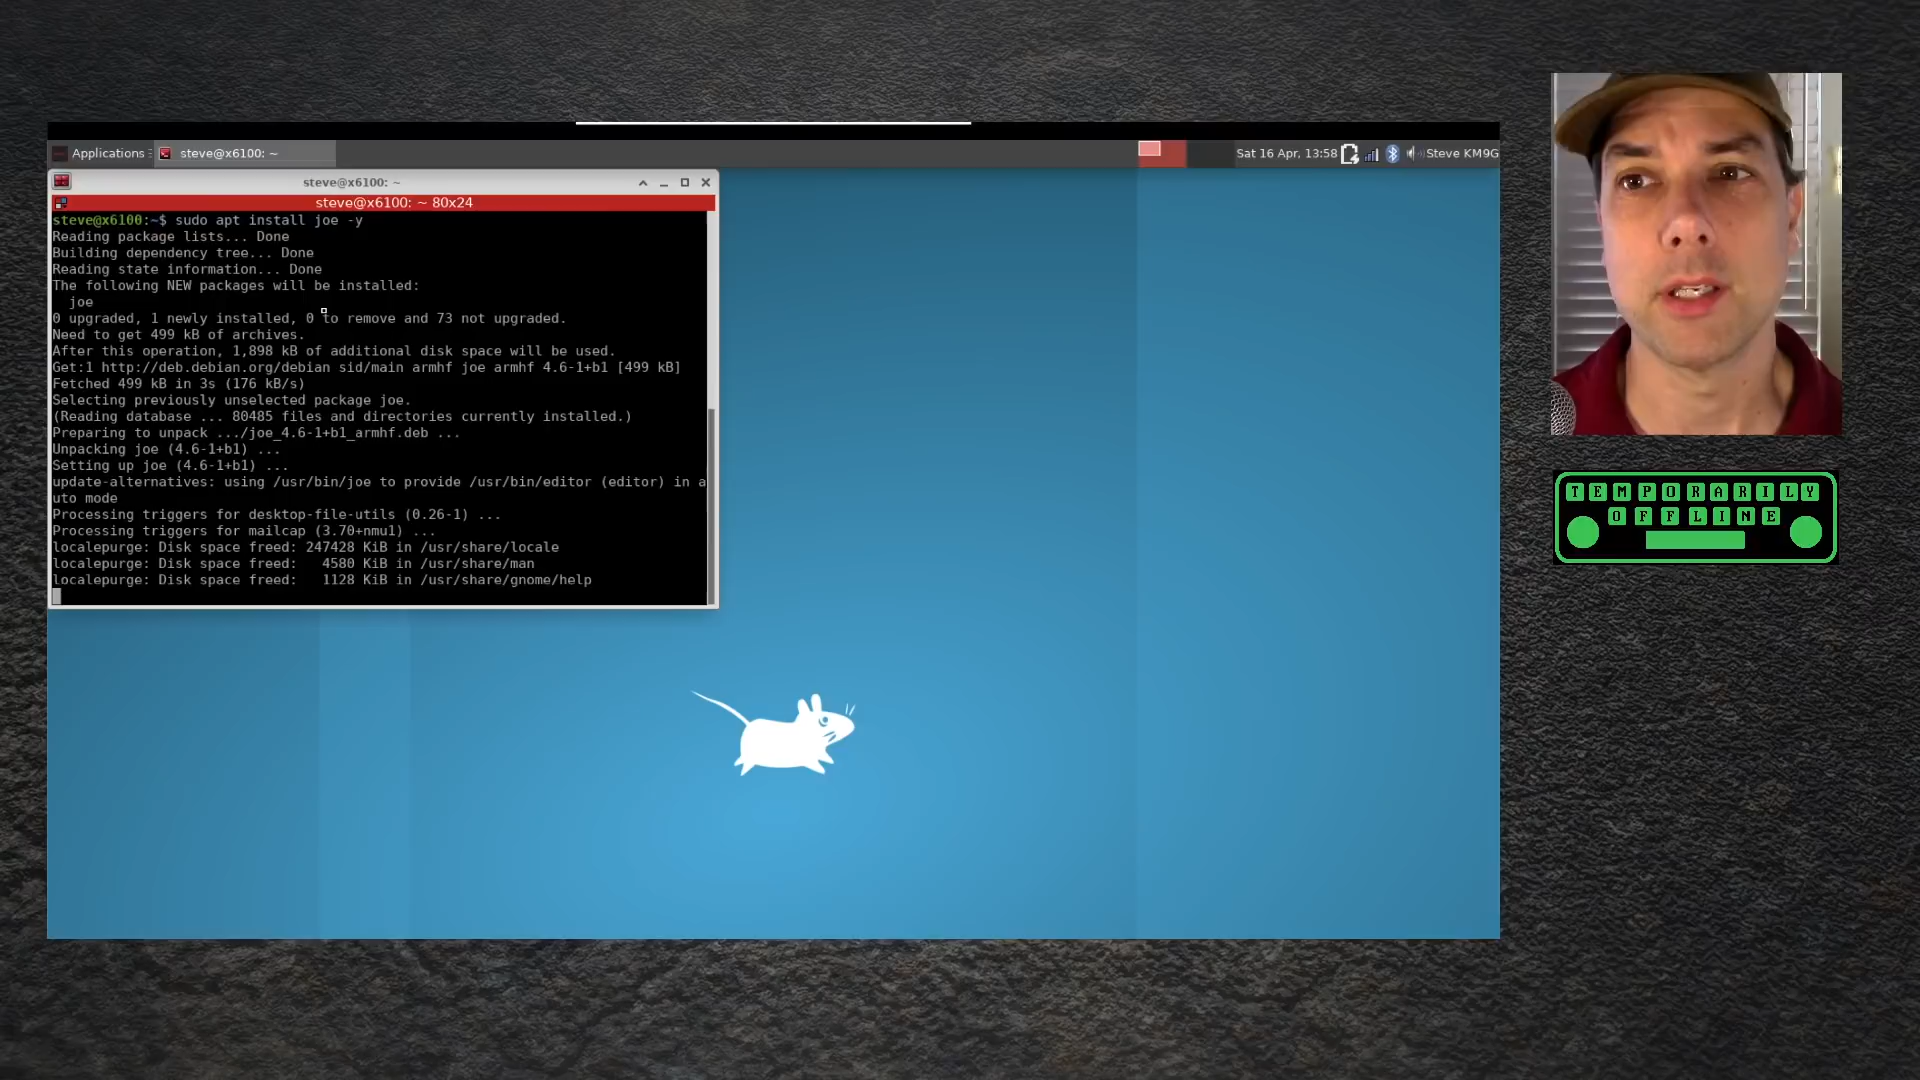 Applications
steve@x6100: ~
Sat 16 Apr, 13:58
Steve KM9G
steve@x6100: ~
steve@x6100: ~ 80x24
steve@x6100:~$ sudo apt install joe -y
Reading package lists... Done
Building dependency tree... Done
Reading state information... Done
The following NEW packages will be installed:
joe
0 upgraded, 1 newly installed, 0 to remove and 73 not upgraded.
Need to get 499 kB of archives.
After this operation, 1,898 kB of additional disk space will be used.
Get:1 http://deb.debian.org/debian sid/main armhf joe armhf 4.6-1+b1 [499 kB]
Fetched 499 kB in 3s (176 kB/s)
Selecting previously unselected package joe.
(Reading database ... 80485 files and directories currently installed.)
Preparing to unpack .../joe_4.6-1+b1_armhf.deb ...
Unpacking joe (4.6-1+b1) ...
Setting up joe (4.6-1+b1) ...
update-alternatives: using /usr/bin/joe to provide /usr/bin/editor (editor) in a
uto mode
Processing triggers for desktop-file-utils (0.26-1) ...
Processing triggers for mailcap (3.70+nmu1) ...
localepurge: Disk space freed: 247428 KiB in /usr/share/locale
localepurge: Disk space freed:   4580 KiB in /usr/share/man
localepurge: Disk space freed:   1128 KiB in /usr/share/gnome/help
TEMPORARILY
OFFLINE